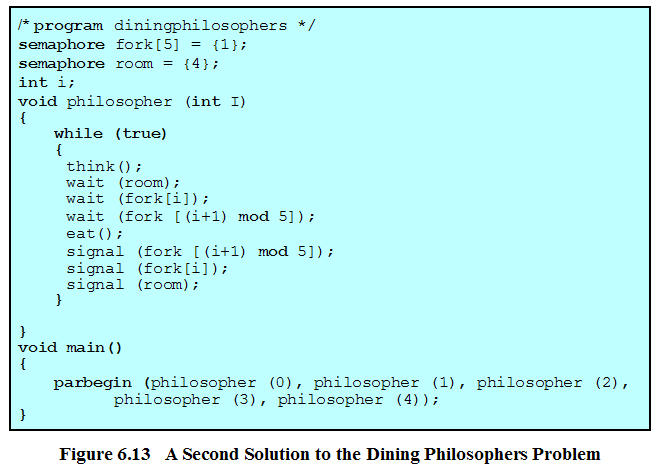 /* program diningphilosophers */
semaphore fork[5] = {1};
semaphore room = {4};
int i;
void philosopher (int I)
{
while (true)
{
think();
wait (room);
wait (fork[i]);
wait (fork [(i+1) mod 5]);
eat();
signal (fork [(i+1) mod 5]);
signal (fork[i]);
signal (room);
}
}
void main()
{
parbegin (philosopher (0), philosopher (1), philosopher (2),
philosopher (3), philosopher (4));
}
Figure 6.13 A Second Solution to the Dining Philosophers Problem